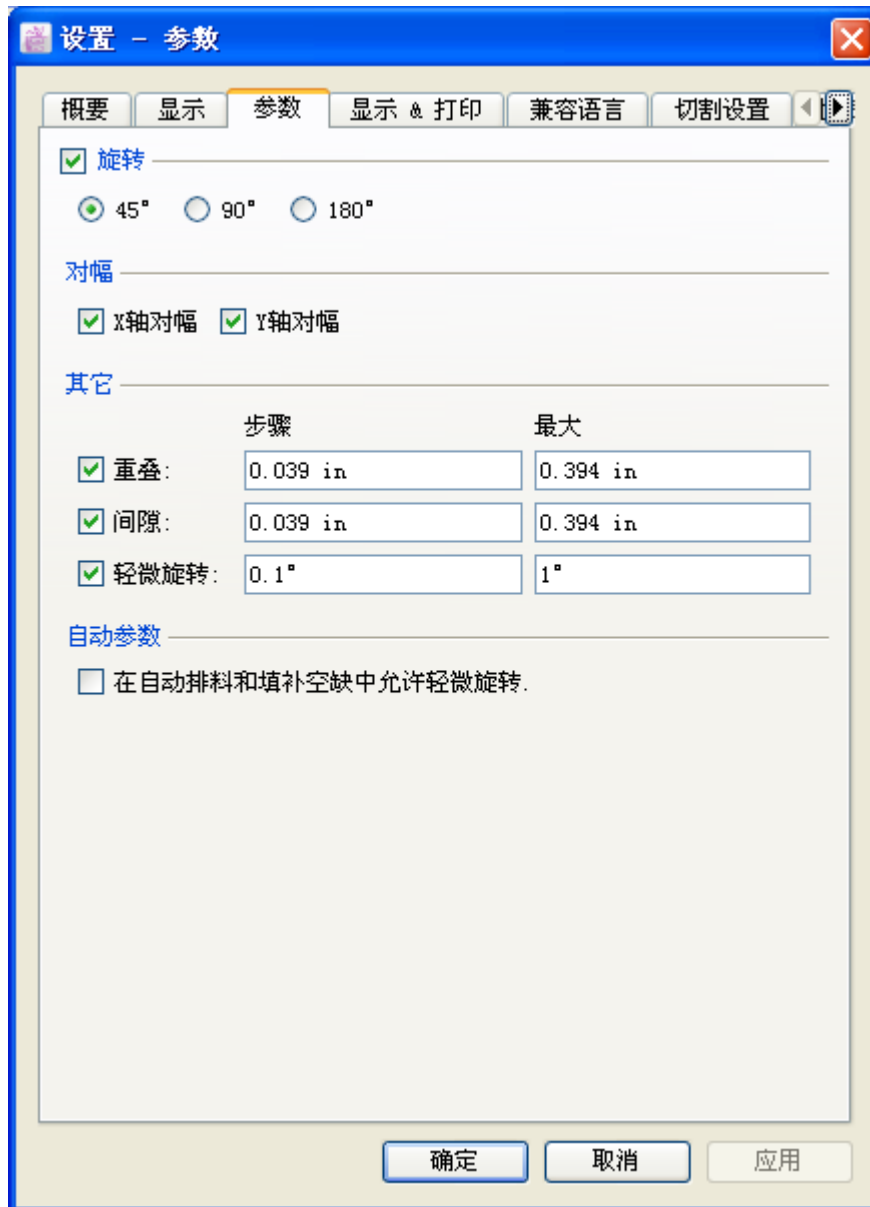 设置 - 参数
概要 显示 参数 显示 & 打印 兼容语言 切割设置
旋转
45° 90° 180°
对幅
X轴对幅 Y轴对幅
其它
步骤 最大
重叠: 0.039 in 0.394 in
间隙: 0.039 in 0.394 in
轻微旋转: 0.1° 1°
自动参数
在自动排料和填补空缺中允许轻微旋转.
确定 取消 应用